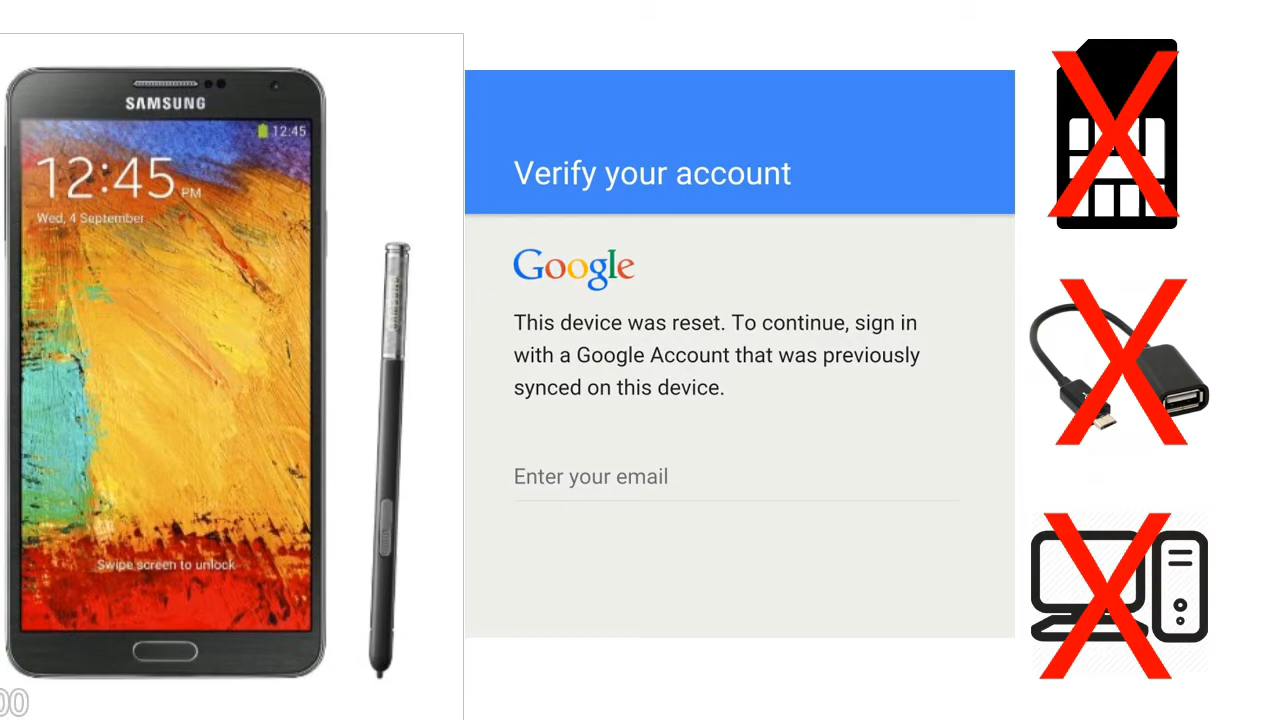 SAMSUNG
12:45
12:45 PM
Wed, 4 September
Swipe screen to unlock
SAMSUNG
Verify your account
Google
This device was reset. To continue, sign in
with a Google Account that was previously
synced on this device.
Enter your email
00